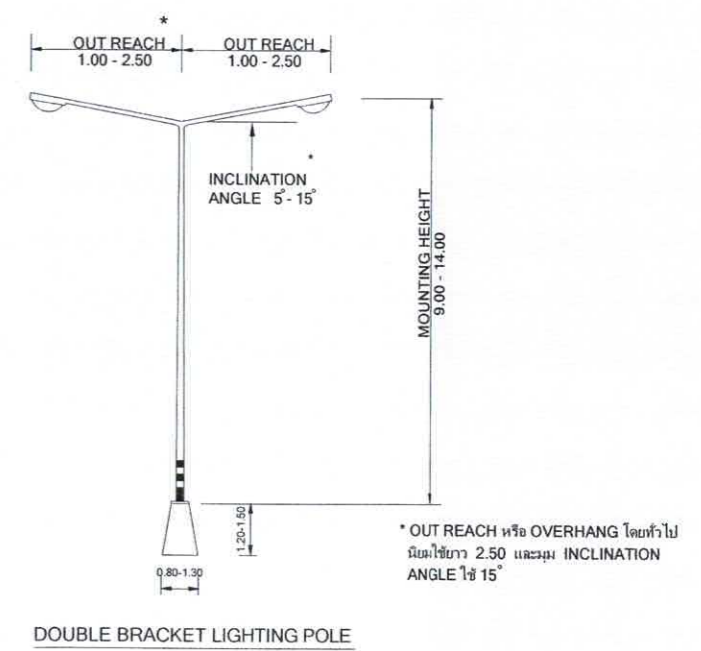 *
OUT REACH OUT REACH
1.00 - 2.50 1.00 - 2.50
*
INCLINATION
ANGLE 5° - 15°
MOUNTING HEIGHT
9.00 - 14.00
1.20-1.50
0.80-1.30
* OUT REACH หรือ OVERHANG โดยทั่วไป
นิยมใช้ยาว 2.50 และมุม INCLINATION
ANGLE ใช้ 15°
DOUBLE BRACKET LIGHTING POLE